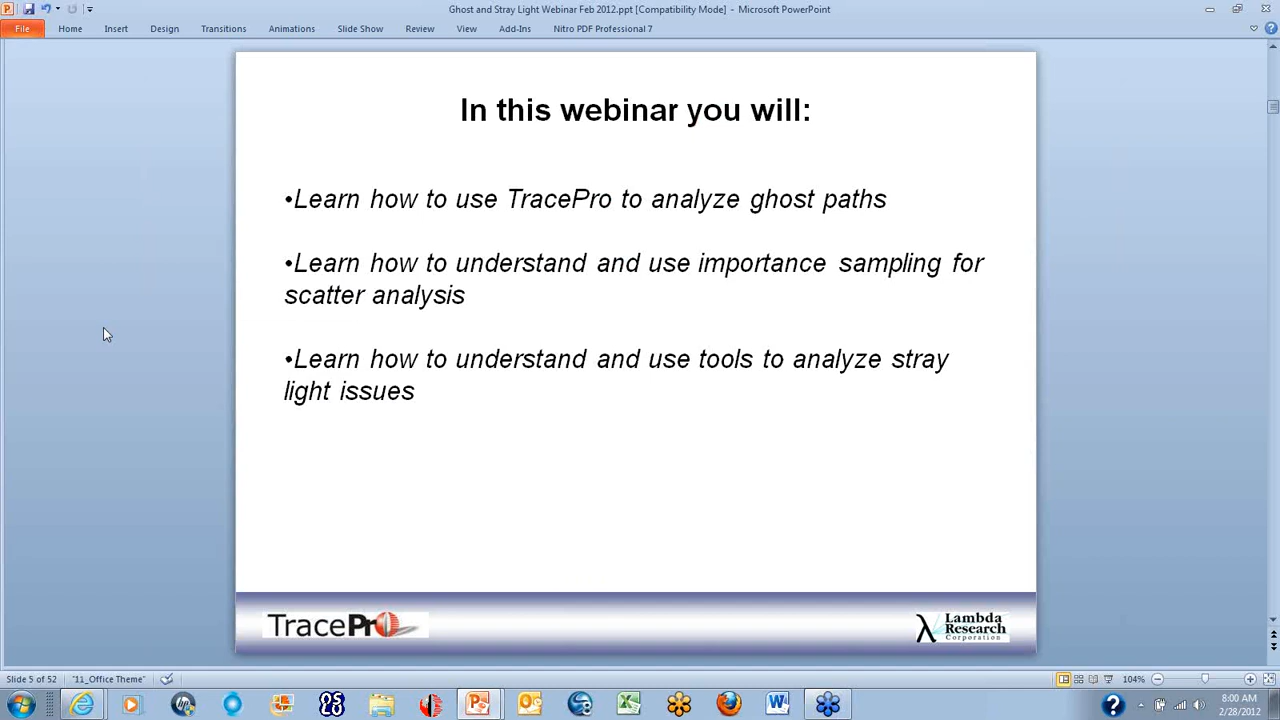 Ghost and Stray Light Webinar Feb 2012.ppt [Compatibility Mode] - Microsoft PowerPoint
File Home Insert Design Transitions Animations Slide Show Review View Add-Ins Nitro PDF Professional 7
In this webinar you will:
•Learn how to use TracePro to analyze ghost paths
•Learn how to understand and use importance sampling for
scatter analysis
•Learn how to understand and use tools to analyze stray
light issues
TracePro
λ Lambda
Research
Corporation
Slide 5 of 52 "11_Office Theme" 104%
8:00 AM
2/28/2012